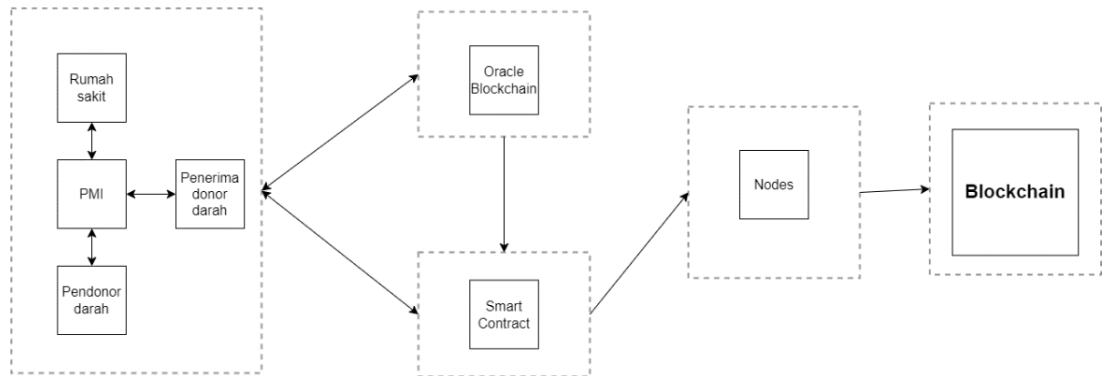 Rumah
sakit
PMI
Penerima
donor
darah
Pendonor
darah
Oracle
Blockchain
Smart
Contract
Nodes
Blockchain